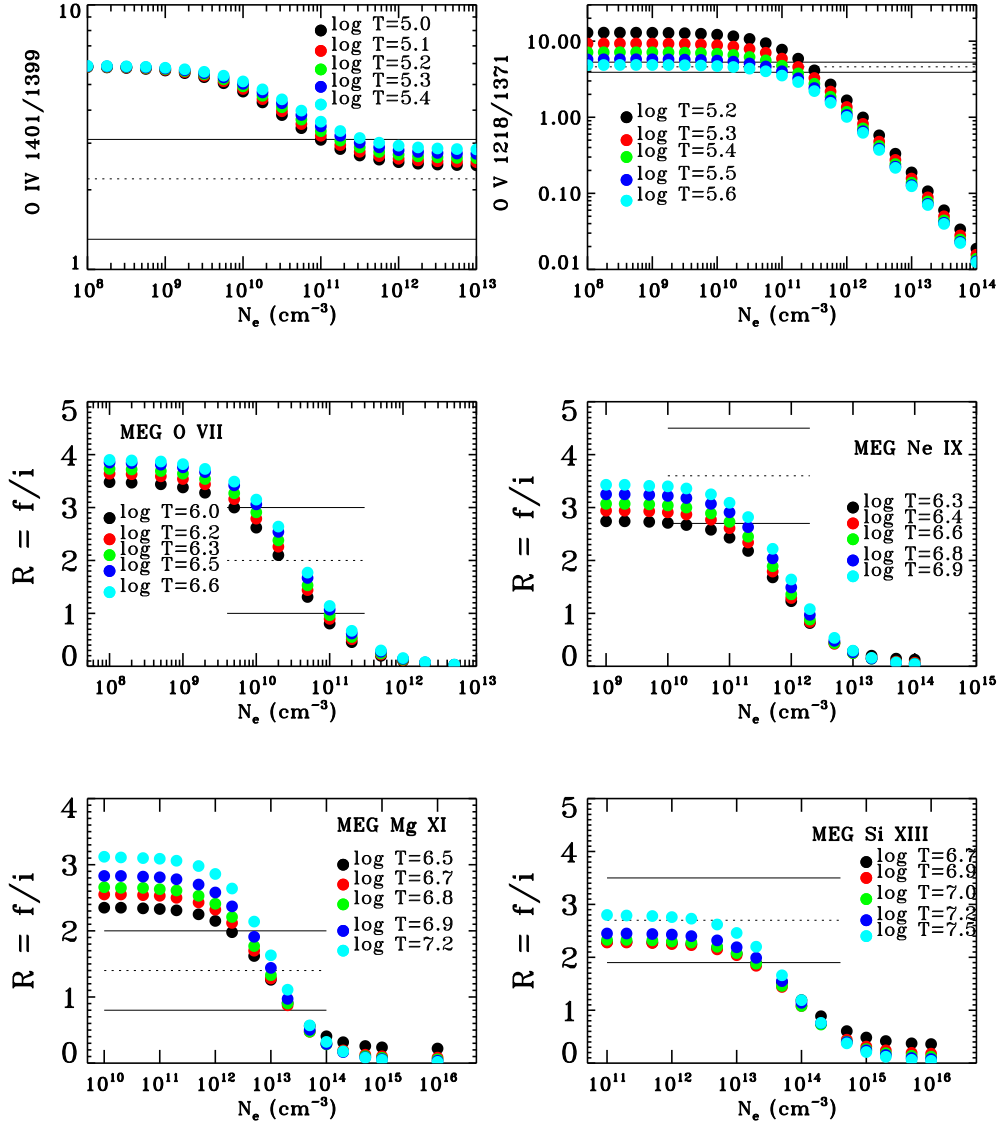 10
1
O IV 1401/1399
log T=5.0
log T=5.1
log T=5.2
log T=5.3
log T=5.4
10^8 10^9 10^10 10^11 10^12 10^13
N_e (cm^-3)
10.00
1.00
0.10
0.01
O V 1218/1371
log T=5.2
log T=5.3
log T=5.4
log T=5.5
log T=5.6
10^8 10^9 10^10 10^11 10^12 10^13 10^14
N_e (cm^-3)
5
4
3
2
1
0
R = f/i
MEG O VII
log T=6.0
log T=6.2
log T=6.3
log T=6.5
log T=6.6
10^8 10^9 10^10 10^11 10^12 10^13
N_e (cm^-3)
5
4
3
2
1
0
R = f/i
MEG Ne IX
log T=6.3
log T=6.4
log T=6.6
log T=6.8
log T=6.9
10^9 10^10 10^11 10^12 10^13 10^14 10^15
N_e (cm^-3)
4
3
2
1
0
R = f/i
MEG Mg XI
log T=6.5
log T=6.7
log T=6.8
log T=6.9
log T=7.2
10^10 10^11 10^12 10^13 10^14 10^15 10^16
N_e (cm^-3)
5
4
3
2
1
0
R = f/i
MEG Si XIII
log T=6.7
log T=6.9
log T=7.0
log T=7.2
log T=7.5
10^11 10^12 10^13 10^14 10^15 10^16
N_e (cm^-3)